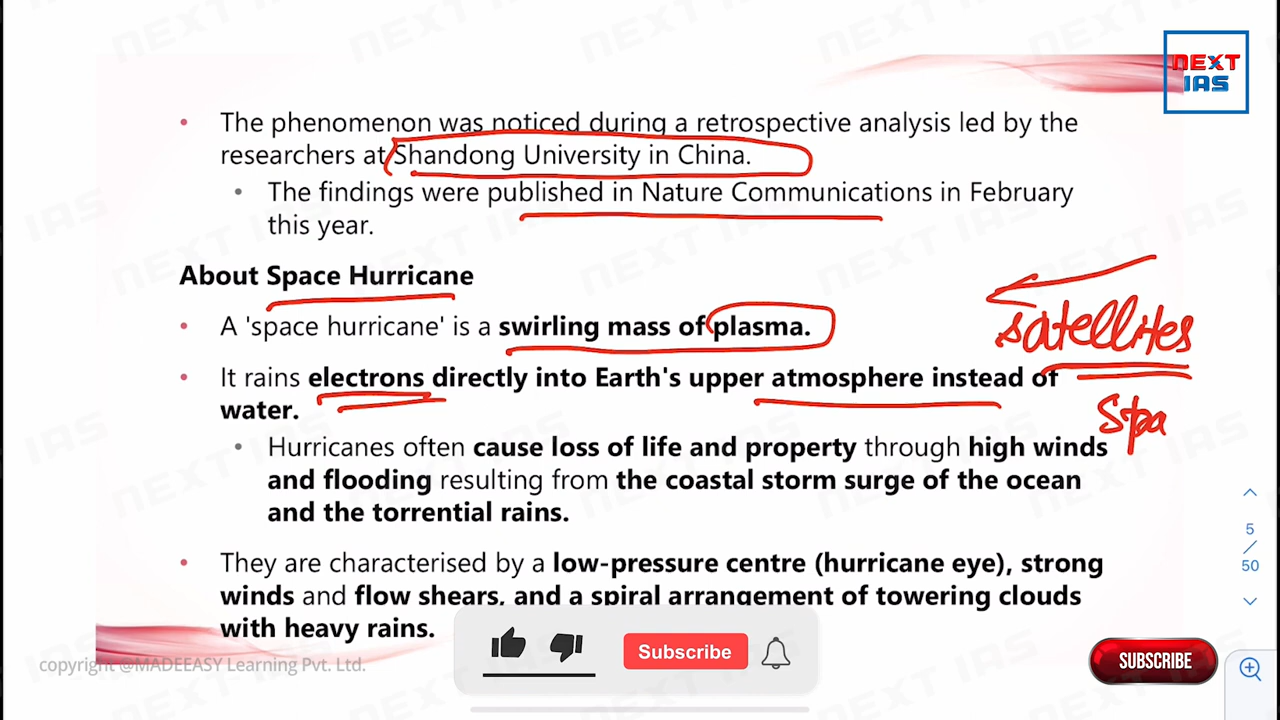 NEXT
IAS
• The phenomenon was noticed during a retrospective analysis led by the
researchers at Shandong University in China.
• The findings were published in Nature Communications in February
this year.
About Space Hurricane
• A 'space hurricane' is a swirling mass of plasma.
satellites
• It rains electrons directly into Earth's upper atmosphere instead of
water.
Spa
• Hurricanes often cause loss of life and property through high winds
and flooding resulting from the coastal storm surge of the ocean
and the torrential rains.
5
/
50
• They are characterised by a low-pressure centre (hurricane eye), strong
winds and flow shears, and a spiral arrangement of towering clouds
with heavy rains.
Subscribe
SUBSCRIBE
copyright @MADEEASY Learning Pvt. Ltd.